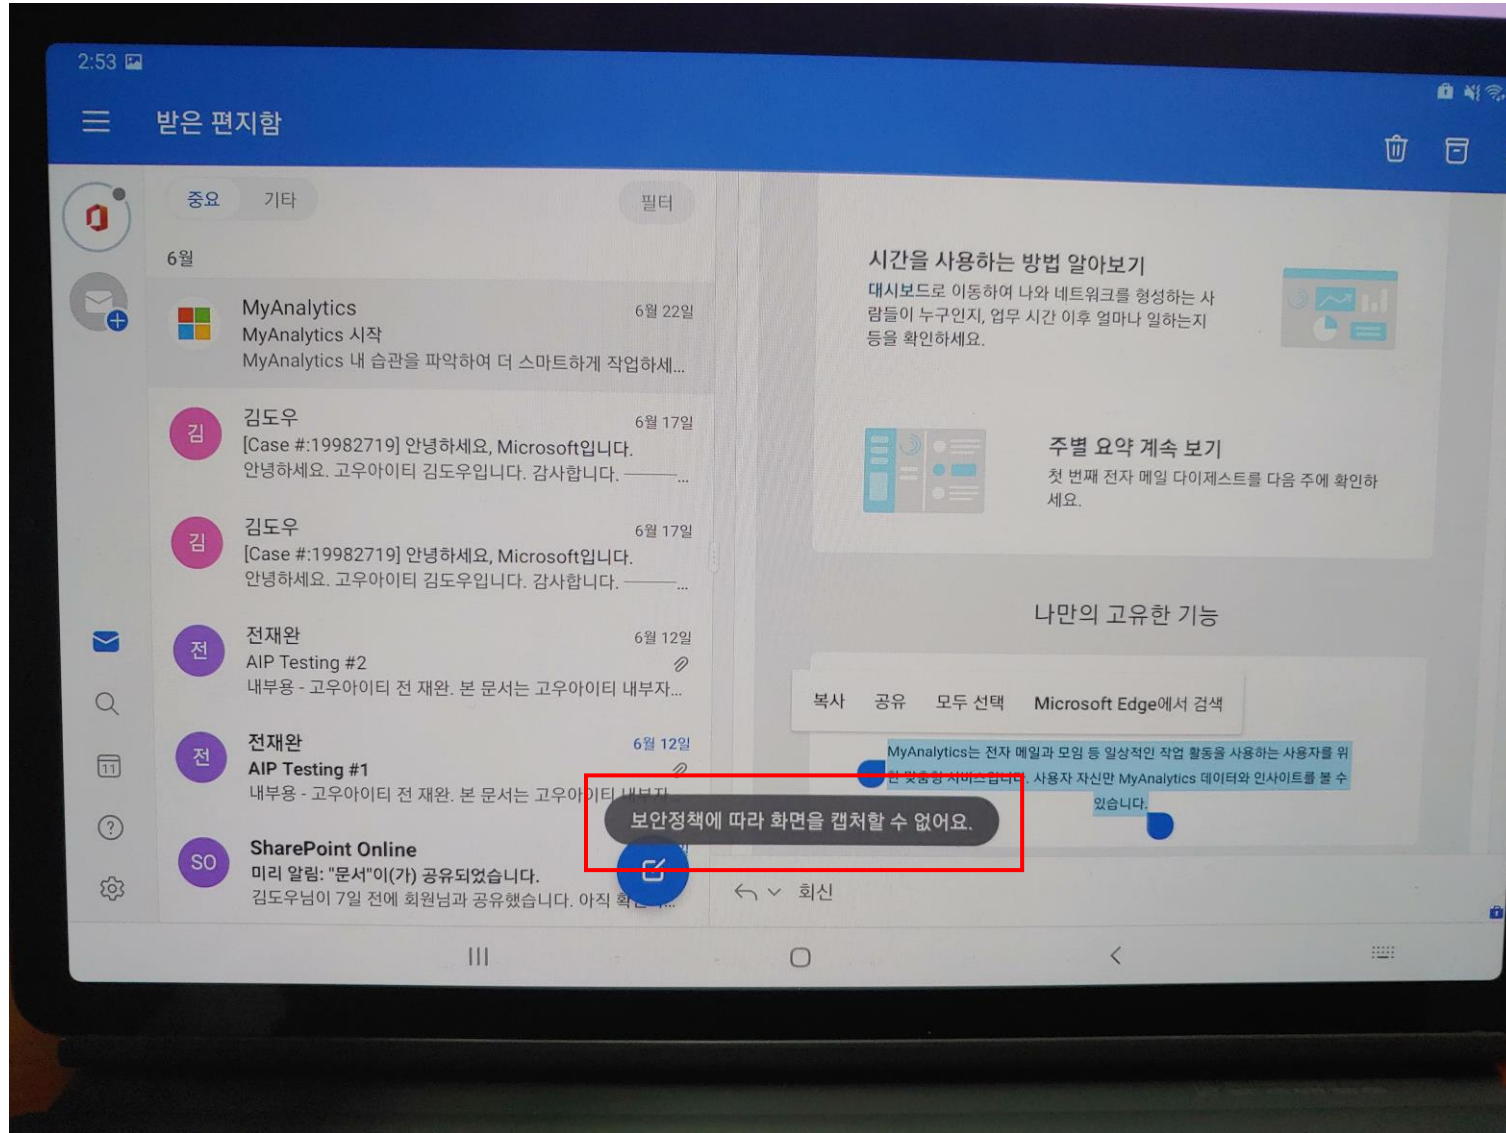 2:53
받은 편지함
중요 기타 필터
6월
MyAnalytics 6월 22일
MyAnalytics 시작
MyAnalytics 내 습관을 파악하여 더 스마트하게 작업하세...
김
김도우 6월 17일
[Case #:19982719] 안녕하세요, Microsoft입니다.
안녕하세요. 고우아이티 김도우입니다. 감사합니다. ———...
김
김도우 6월 17일
[Case #:19982719] 안녕하세요, Microsoft입니다.
안녕하세요. 고우아이티 김도우입니다. 감사합니다. ———...
전
전재완 6월 12일
AIP Testing #2
내부용 - 고우아이티 전 재완. 본 문서는 고우아이티 내부자...
전
전재완 6월 12일
AIP Testing #1
내부용 - 고우아이티 전 재완. 본 문서는 고우아이티 내부자...
SO
SharePoint Online
미리 알림: "문서"이(가) 공유되었습니다.
김도우님이 7일 전에 회원님과 공유했습니다. 아직
11
시간을 사용하는 방법 알아보기
대시보드로 이동하여 나와 네트워크를 형성하는 사
람들이 누구인지, 업무 시간 이후 얼마나 일하는지
등을 확인하세요.
주별 요약 계속 보기
첫 번째 전자 메일 다이제스트를 다음 주에 확인하
세요.
나만의 고유한 기능
복사 공유 모두 선택 Microsoft Edge에서 검색
MyAnalytics는 전자 메일과 모임 등 일상적인 작업 활동을 사용하는 사용자를 위
한 맞춤형 서비스입니다. 사용자 자신만 MyAnalytics 데이터와 인사이트를 볼 수
있습니다.
보안정책에 따라 화면을 캡처할 수 없어요.
회신